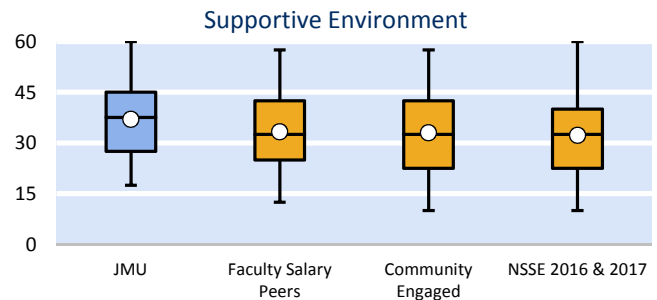 Supportive Environment
60
45
30
15
0
JMU
Faculty Salary
Peers
Community
Engaged
NSSE 2016 & 2017